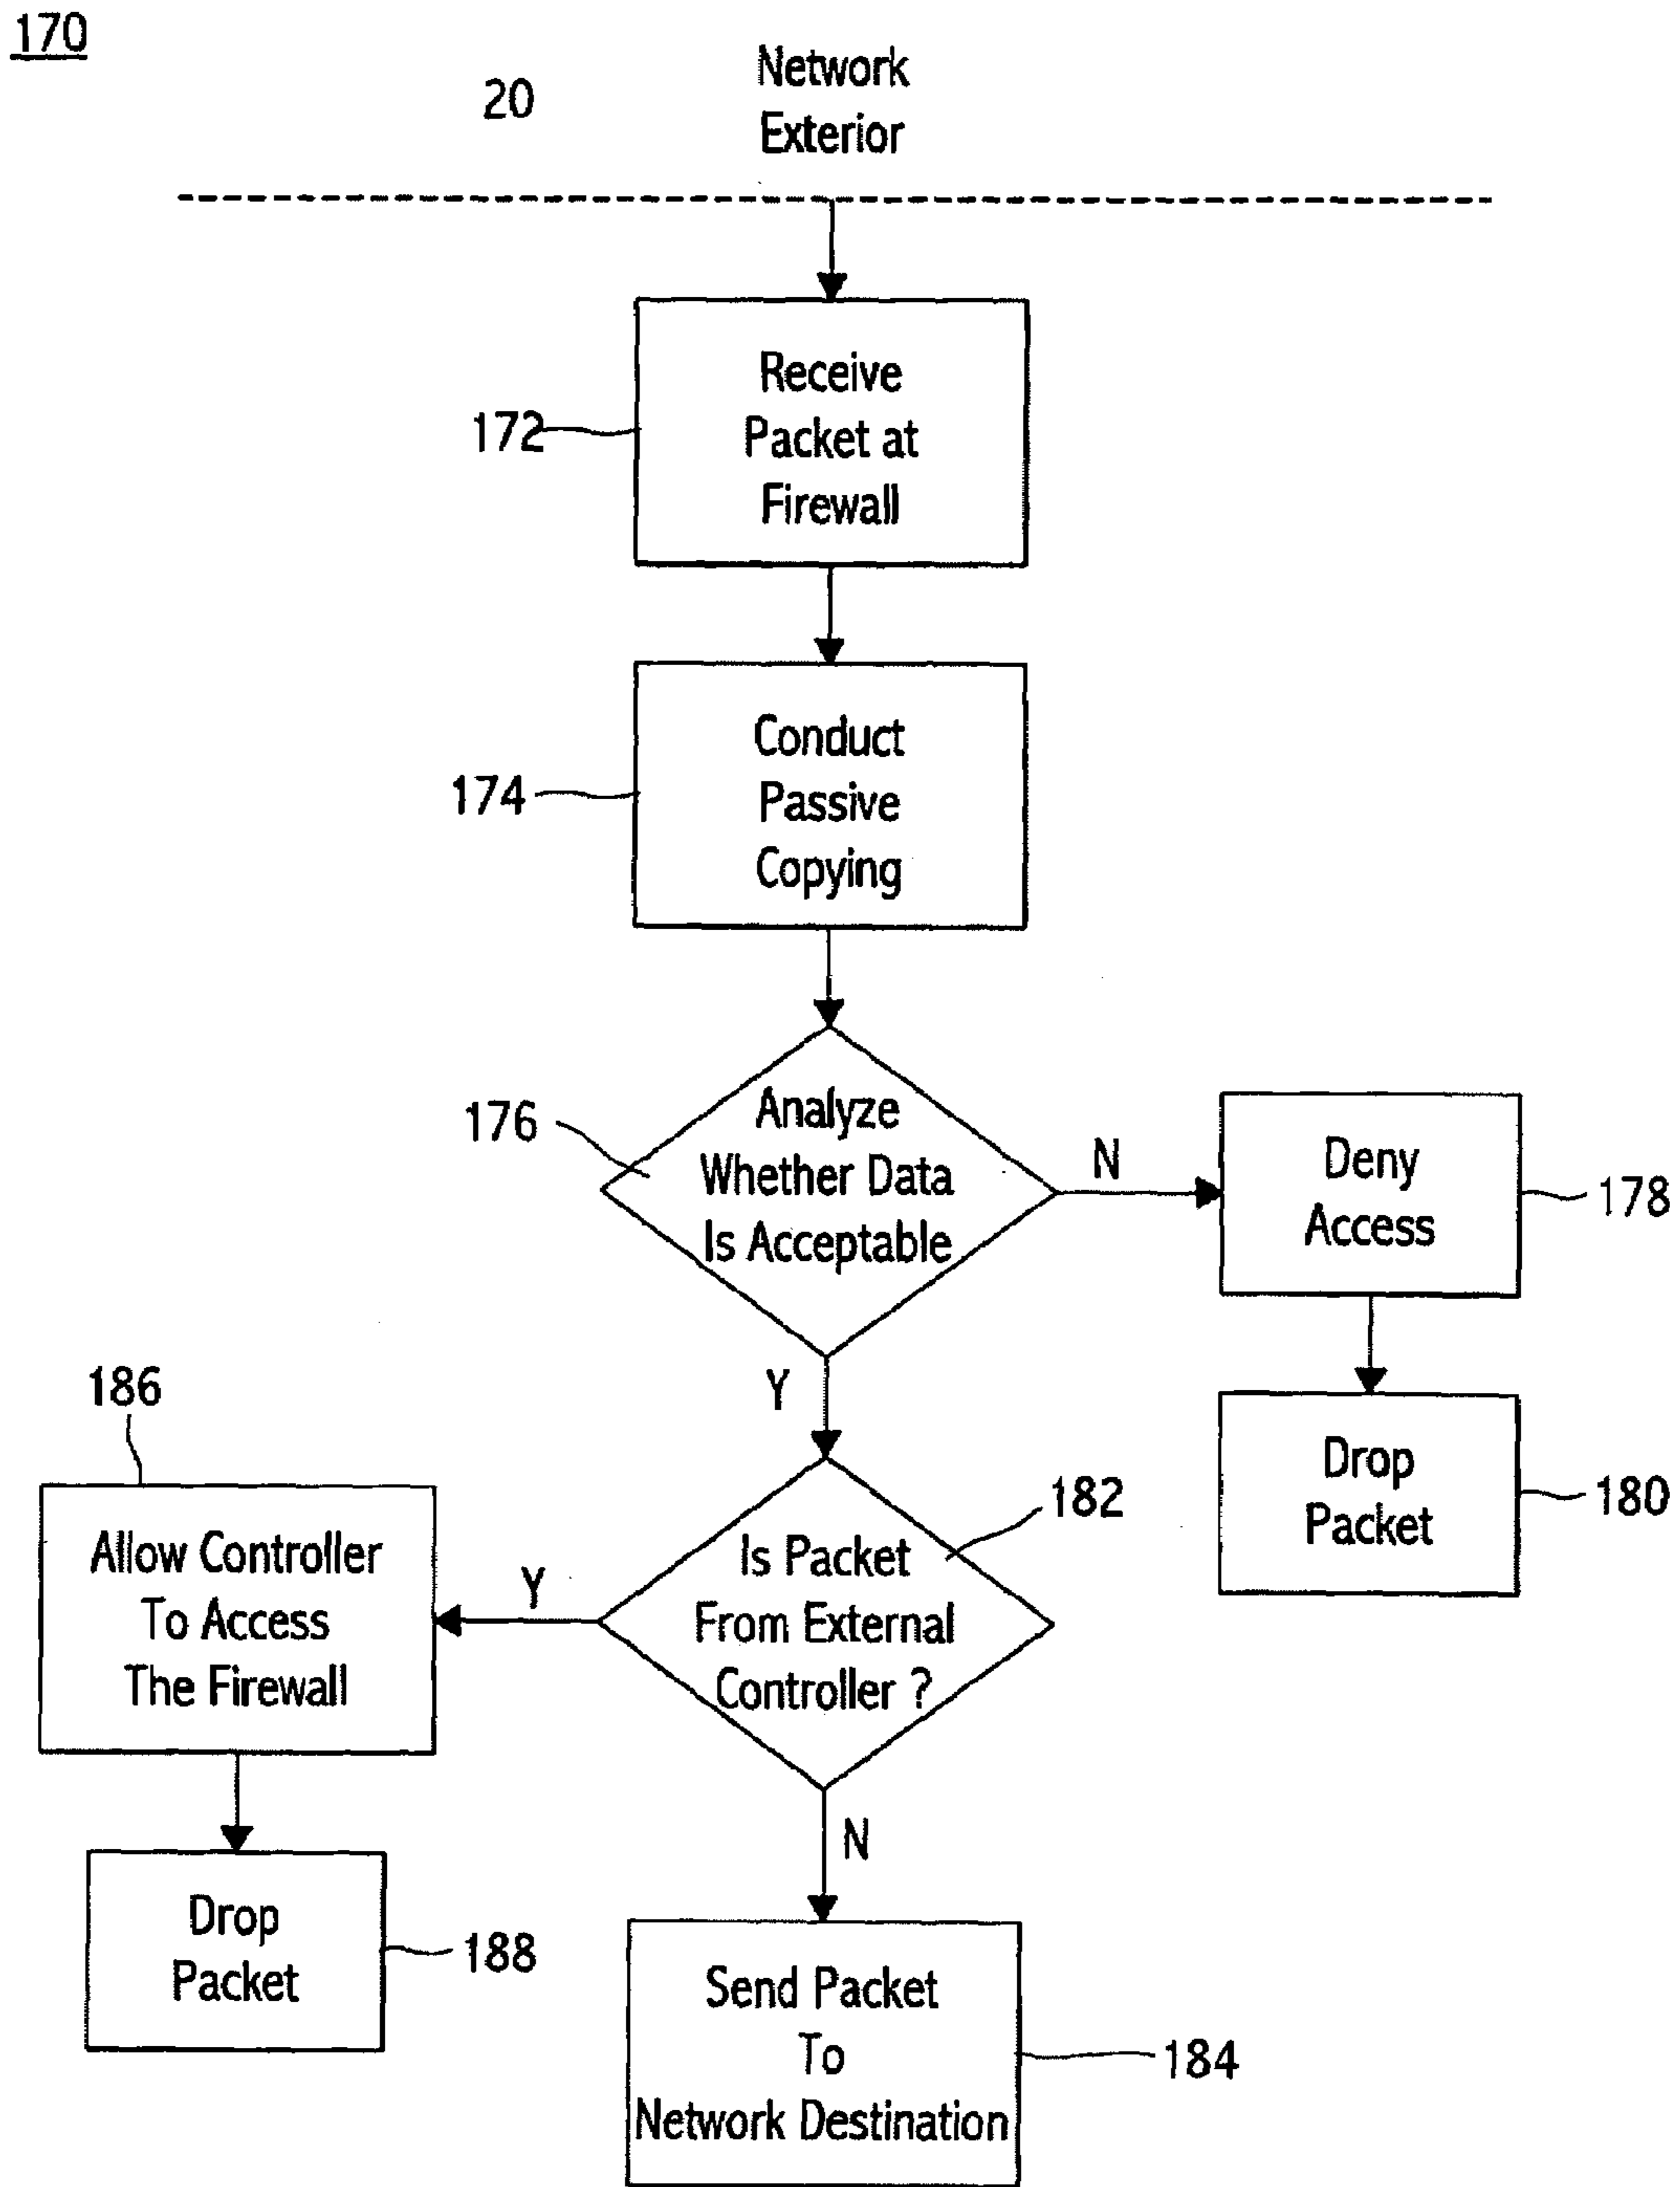 170
20
Network
Exterior
Receive
Packet at
Firewall
172
Conduct
Passive
Copying
174
Analyze
Whether Data
Is Acceptable
176
N
Deny
Access
178
Y
Drop
Packet
180
186
Allow Controller
To Access
The Firewall
Y
Is Packet
From External
Controller ?
182
N
Drop
Packet
188
Send Packet
To
Network Destination
184